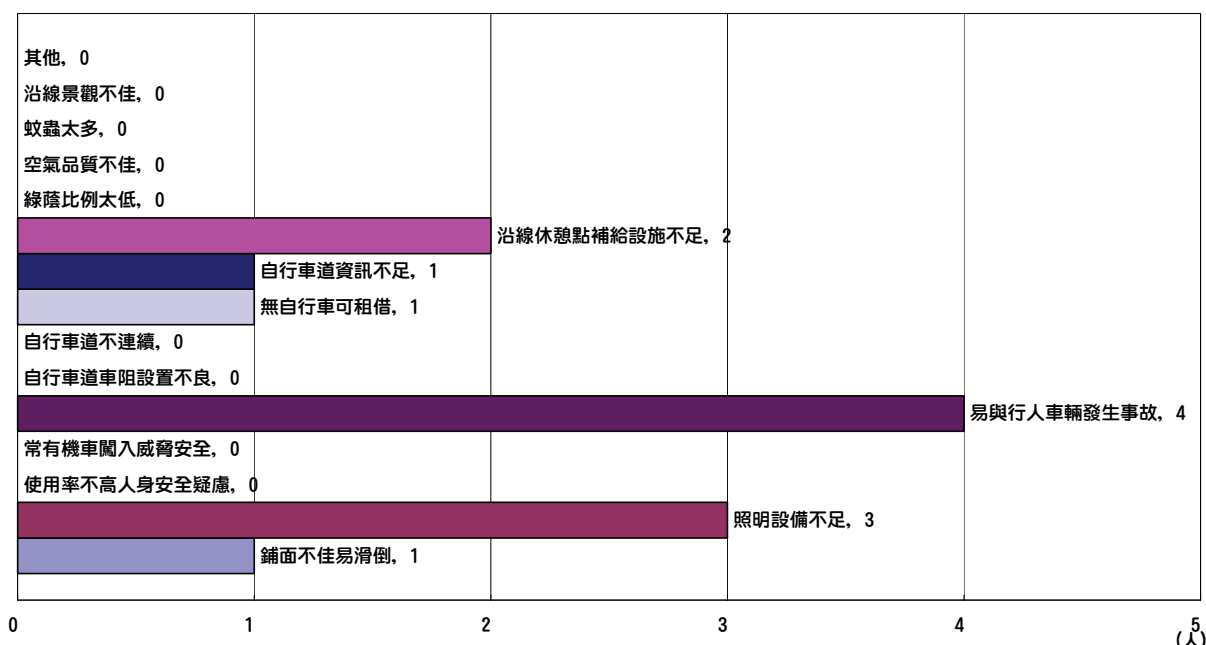 其他, 0
沿線景觀不佳, 0
蚊蟲太多, 0
空氣品質不佳, 0
綠蔭比例太低, 0
沿線休憩點補給設施不足, 2
自行車道資訊不足, 1
無自行車可租借, 1
自行車道不連續, 0
自行車道車阻設置不良, 0
易與行人車輛發生事故, 4
常有機車闖入威脅安全, 0
使用率不高人身安全疑慮, 0
照明設備不足, 3
鋪面不佳易滑倒, 1
0 1 2 3 4 5
(人)